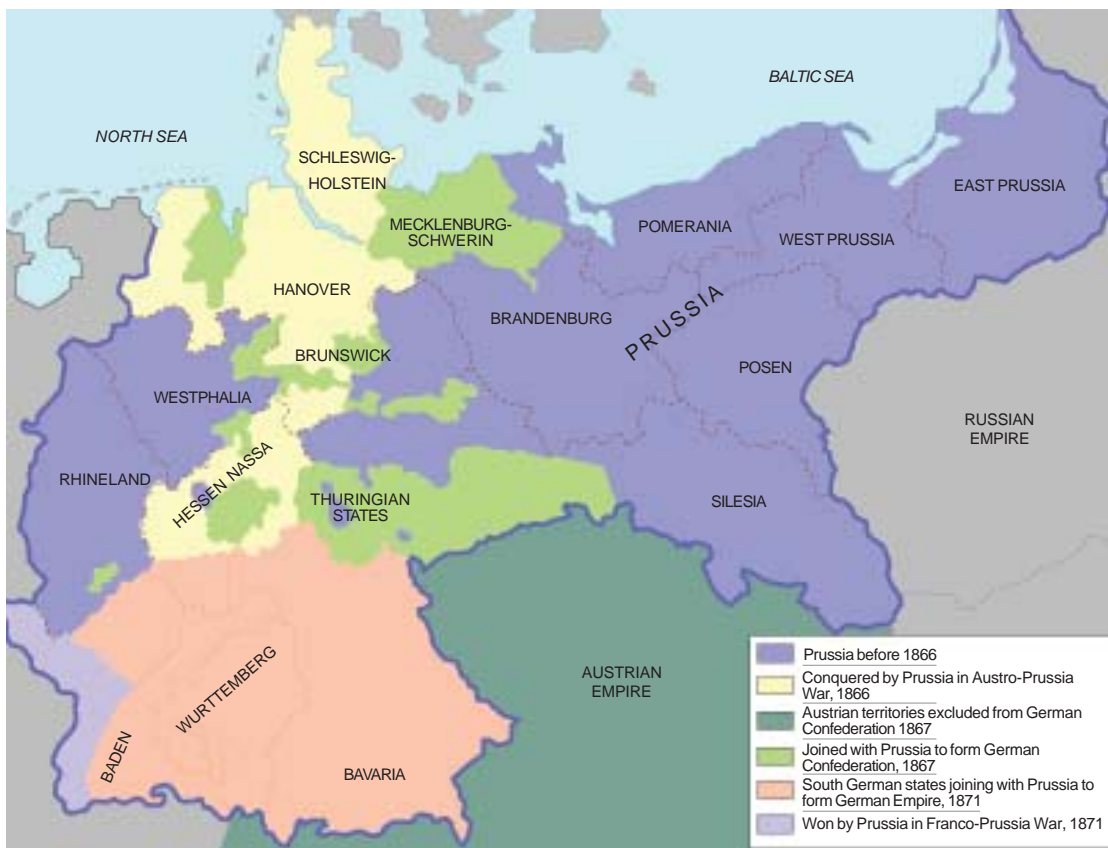 BALTIC SEA
NORTH SEA
SCHLESWIG-
HOLSTEIN
EAST PRUSSIA
MECKLENBURG-
SCHWERIN
POMERANIA
WEST PRUSSIA
HANOVER
BRANDENBURG
PRUSSIA
BRUNSWICK
POSEN
WESTPHALIA
RUSSIAN
EMPIRE
RHINELAND
HESSEN NASSA
THURINGIAN
STATES
SILESIA
AUSTRIAN
EMPIRE
WURTTEMBERG
BADEN
BAVARIA
Prussia before 1866
Conquered by Prussia in Austro-Prussia
War, 1866
Austrian territories excluded from German
Confederation 1867
Joined with Prussia to form German
Confederation, 1867
South German states joining with Prussia to
form German Empire, 1871
Won by Prussia in Franco-Prussia War, 1871